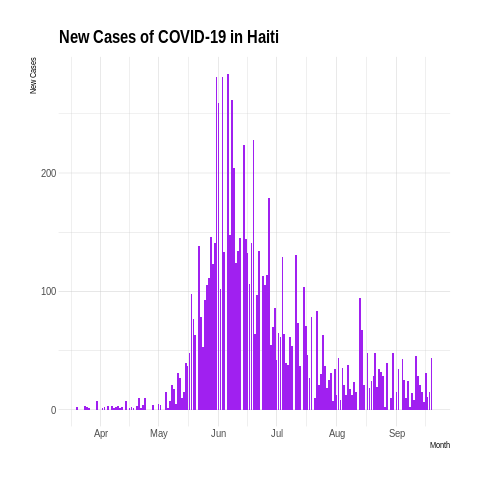 New Cases of COVID-19 in Haiti
New Cases
200
100
0
Apr May Jun Jul Aug Sep
Month